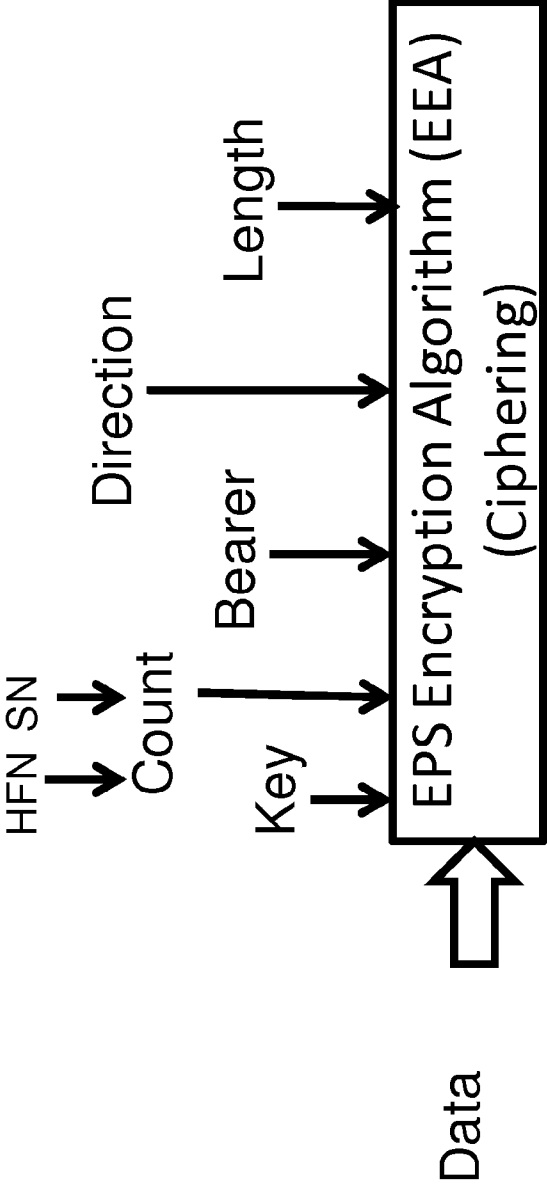 HFN SN
Count
Direction
Key
Bearer
Length
Data
EPS Encryption Algorithm (EEA)
(Ciphering)